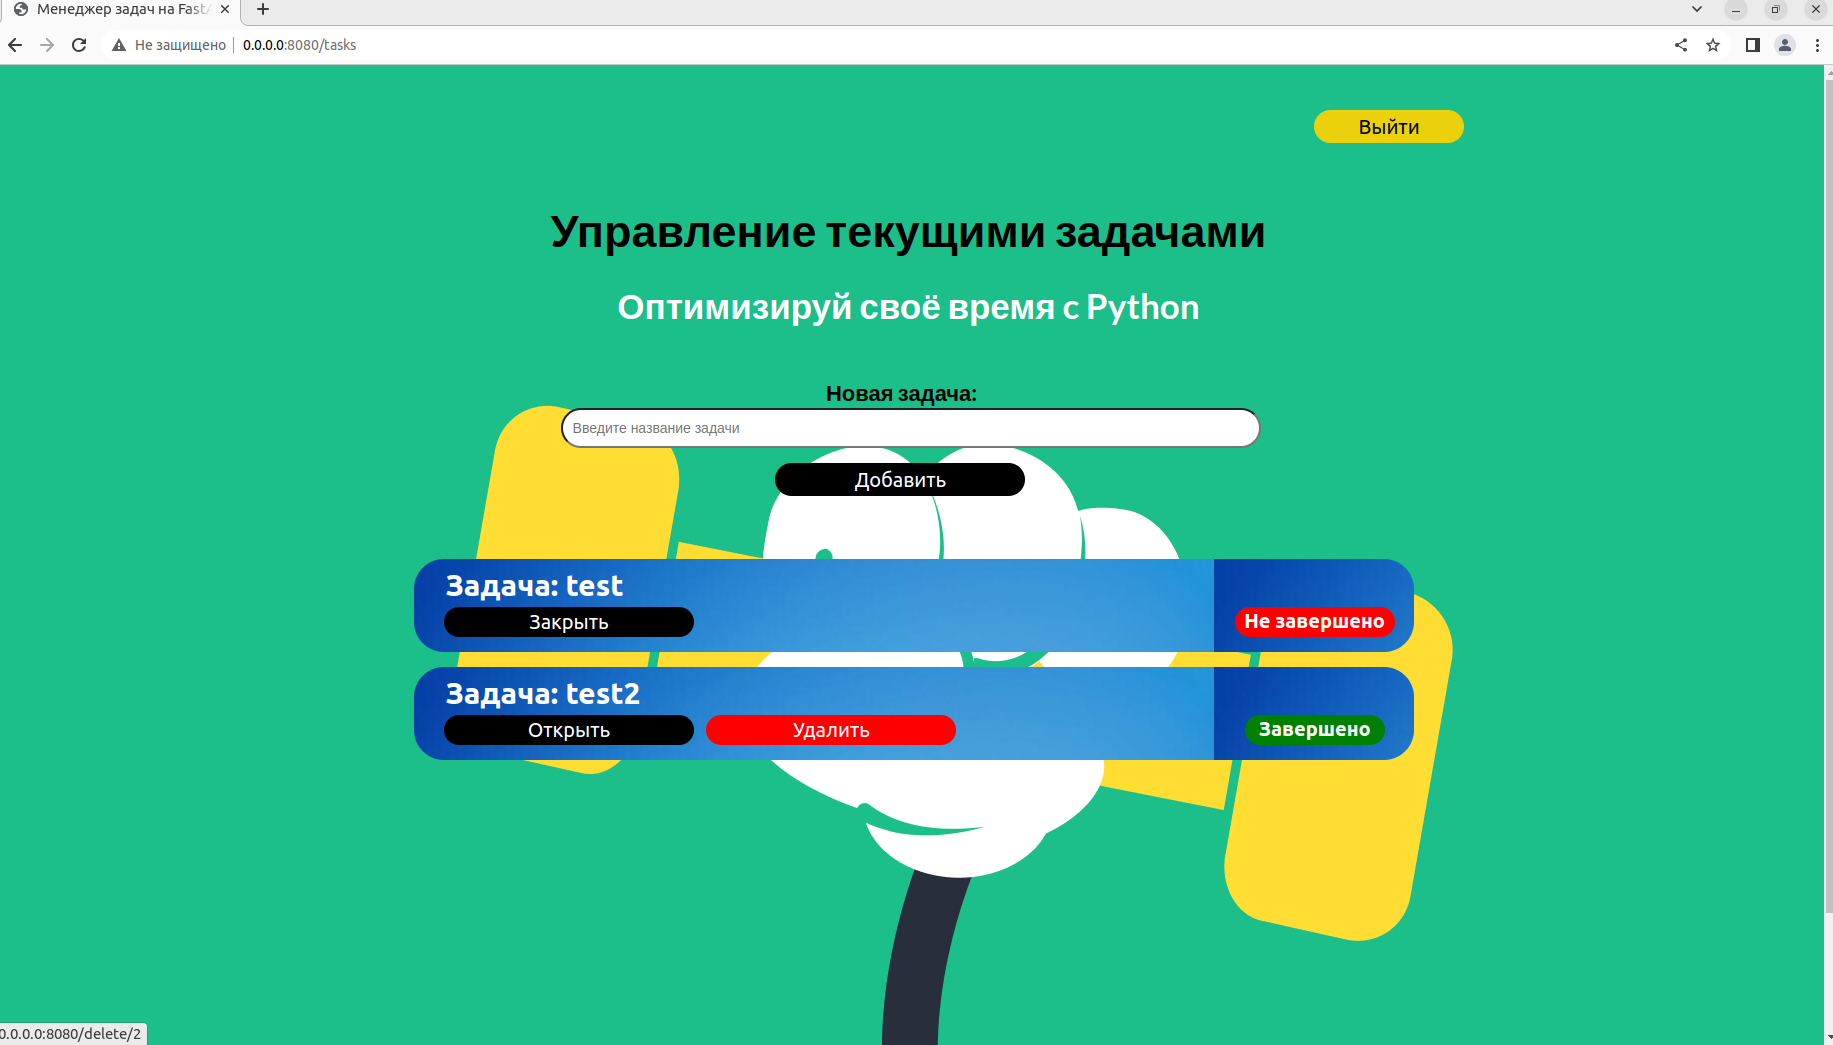 Менеджер задач на FastA
Не защищено
0.0.0.0:8080/tasks
Выйти
Управление текущими задачами
Оптимизируй своё время с Python
Новая задача:
Введите название задачи
Добавить
Задача: test
Закрыть
Не завершено
Задача: test2
Открыть
Удалить
Завершено
0.0.0.0:8080/delete/2